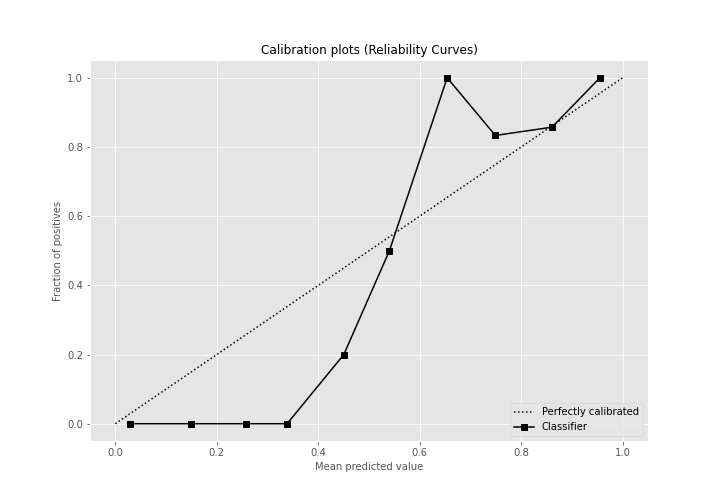 Calibration plots (Reliability Curves)
1.0
0.8
0.6
0.4
0.2
0.0
Fraction of positives
0.0 0.2 0.4 0.6 0.8 1.0
Mean predicted value
Perfectly calibrated
Classifier